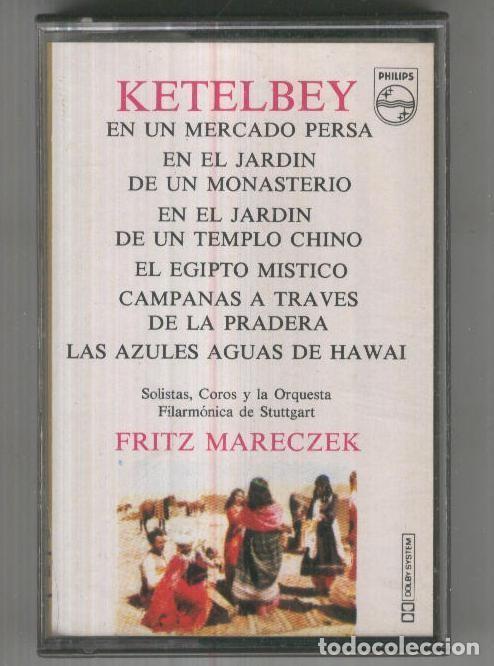 KETELBEY
PHILIPS
EN UN MERCADO PERSA
EN EL JARDIN
DE UN MONASTERIO
EN EL JARDIN
DE UN TEMPLO CHINO
EL EGIPTO MISTICO
CAMPANAS A TRAVES
DE LA PRADERA
LAS AZULES AGUAS DE HAWAI
Solistas, Coros y la Orquesta
Filarmónica de Stuttgart
FRITZ MARECZEK
DOLBY SYSTEM
todocoleccion.net